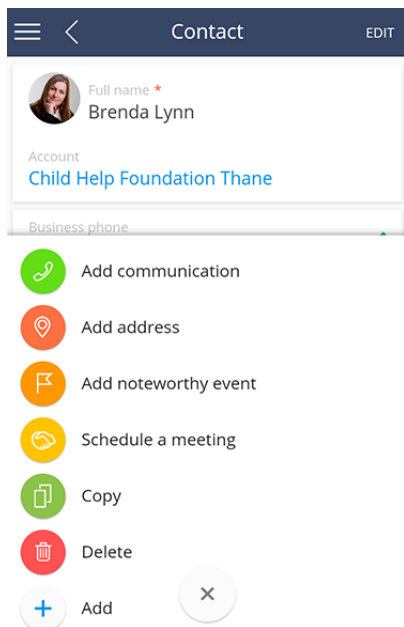 Contact
EDIT
Full name *
Brenda Lynn
Account
Child Help Foundation Thane
Business phone
Add communication
Add address
Add noteworthy event
Schedule a meeting
Copy
Delete
Add